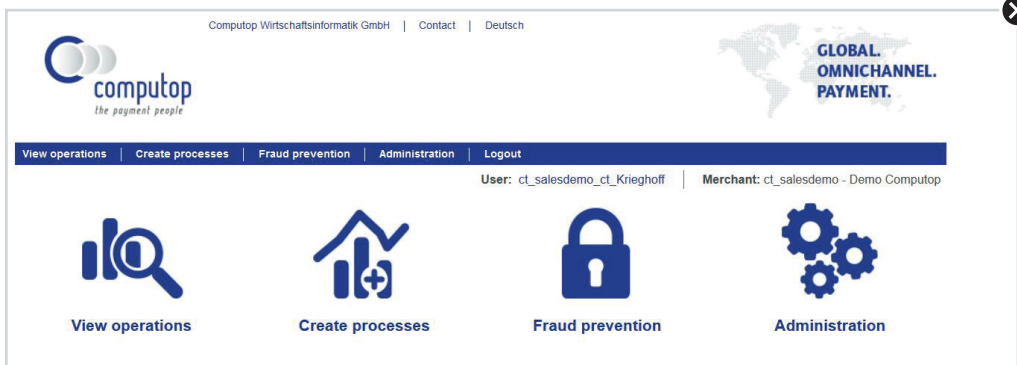 Computop Wirtschaftsinformatik GmbH | Contact | Deutsch
computop
the payment people
GLOBAL.
OMNICHANNEL.
PAYMENT.
View operations | Create processes | Fraud prevention | Administration | Logout
User: ct_salesdemo_ct_Krieghoff | Merchant: ct_salesdemo - Demo Computop
View operations Create processes Fraud prevention Administration